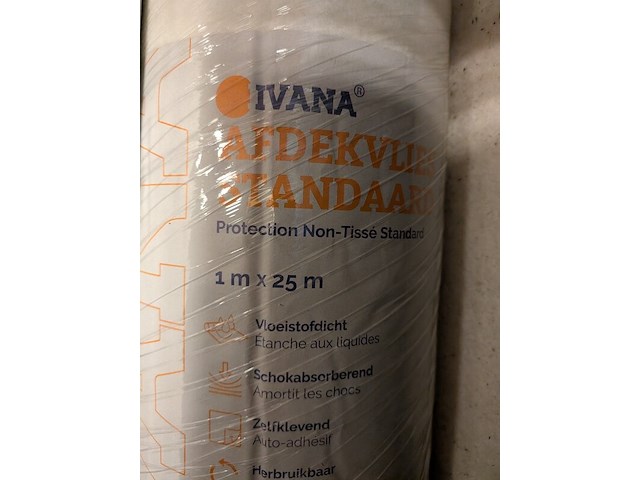 IVANA®
AFDEKVLIES
STANDAARD
Protection Non-Tissé Standard
1 m x 25 m
Vloeistofdicht
Étanche aux liquides
Schokabsorberend
Amortit les chocs
Zelfklevend
Auto-adhésif
Herbruikbaar